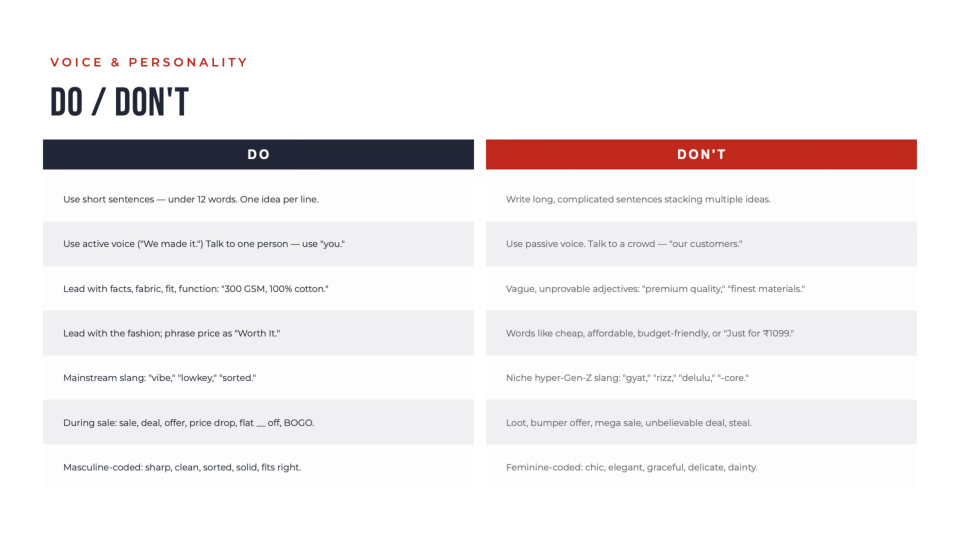 VOICE & PERSONALITY
DO / DON'T
DO
DON'T
Use short sentences — under 12 words. One idea per line.
Write long, complicated sentences stacking multiple ideas.
Use active voice ("We made it.") Talk to one person — use "you."
Use passive voice. Talk to a crowd — "our customers."
Lead with facts, fabric, fit, function: "300 GSM, 100% cotton."
Vague, unprovable adjectives: "premium quality," "finest materials."
Lead with the fashion; phrase price as "Worth It."
Words like cheap, affordable, budget-friendly, or "Just for ₹1099."
Mainstream slang: "vibe," "lowkey," "sorted."
Niche hyper-Gen-Z slang: "gyat," "rizz," "delulu," "-core."
During sale: sale, deal, offer, price drop, flat __ off, BOGO.
Loot, bumper offer, mega sale, unbelievable deal, steal.
Masculine-coded: sharp, clean, sorted, solid, fits right.
Feminine-coded: chic, elegant, graceful, delicate, dainty.